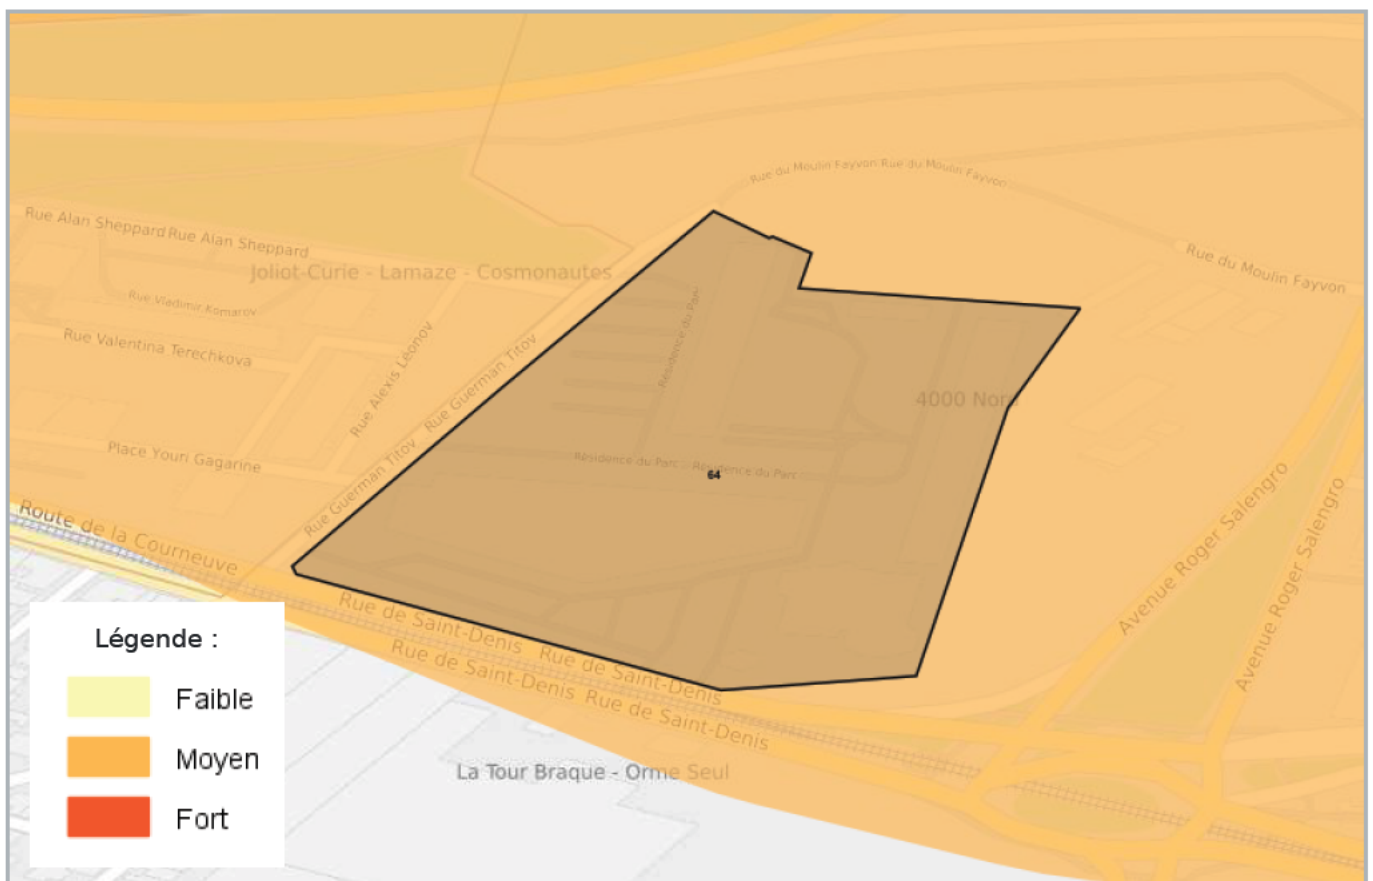 Rue du Moulin Fayvon Rue du Moulin Fayvon
Rue Alan Sheppard Rue Alan Sheppard
Joliot-Curie - Lamaze - Cosmonautes
Rue du Moulin Fayvon
Rue Vladimir Komarov
Rue Valentina Terechkova
Rue Alexis Léonov
Rue Guerman Titov
Résidence du Parc
4000 Nord
Place Youri Gagarine
Rue Guerman Titov
Résidence du Parc - Résidence du Parc
64
Route de la Courneuve
Avenue Roger Salengro
Avenue Roger Salengro
Rue de Saint-Denis Rue de Saint-Denis
Rue de Saint-Denis Rue de Saint-Denis
La Tour Braque - Orme Seul
Légende :
Faible
Moyen
Fort